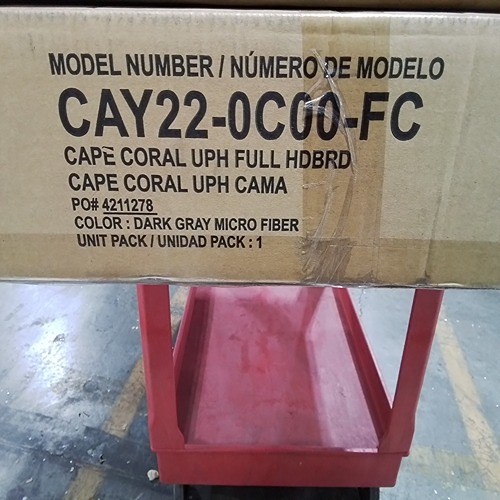 MODEL NUMBER / NÚMERO DE MODELO
CAY22-0C00-FC
CAPE CORAL UPH FULL HDBRD
CAPE CORAL UPH CAMA
PO# 4211278
COLOR : DARK GRAY MICRO FIBER
UNIT PACK / UNIDAD PACK : 1